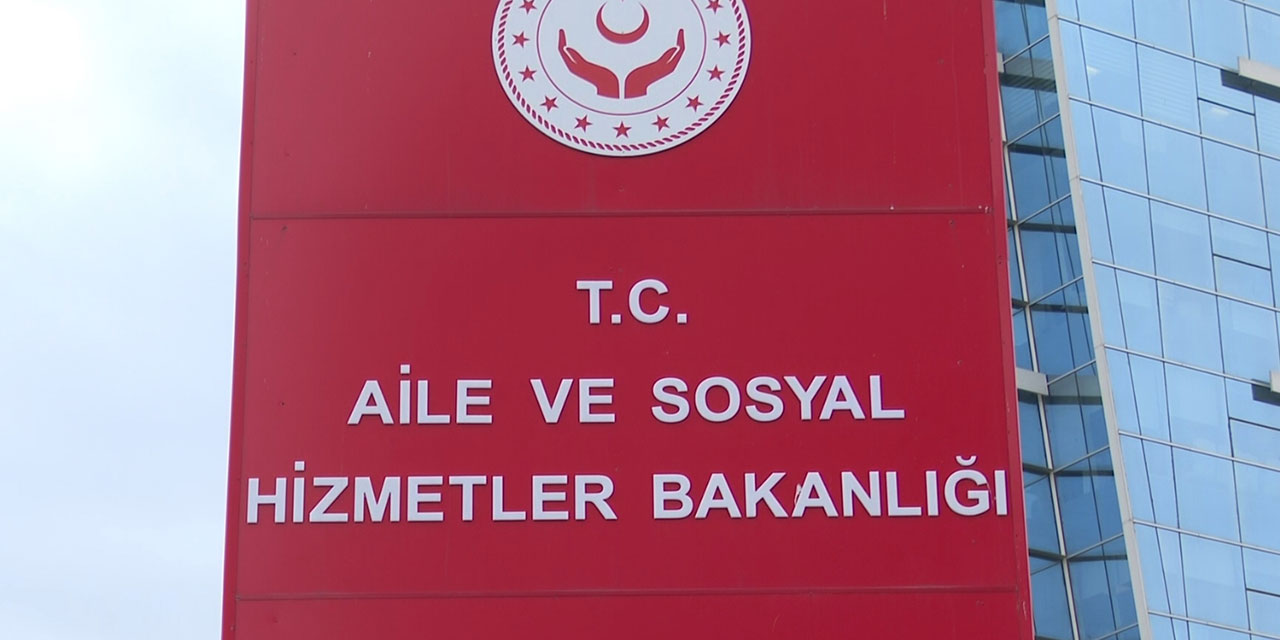 T.C.
AİLE VE SOSYAL
HİZMETLER BAKANLIĞI